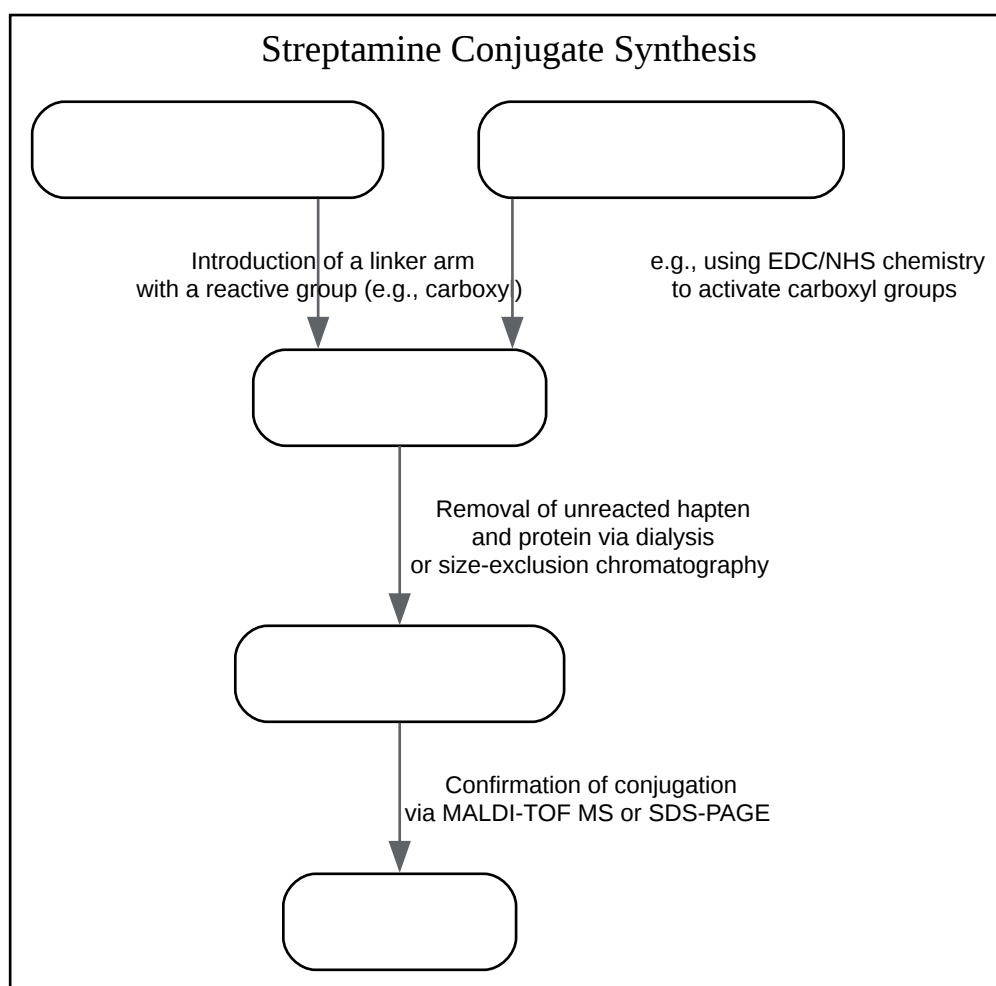 Streptamine Conjugate Synthesis
Introduction of a linker arm
with a reactive group (e.g., carboxyl)
e.g., using EDC/NHS chemistry
to activate carboxyl groups
Removal of unreacted hapten
and protein via dialysis
or size-exclusion chromatography
Confirmation of conjugation
via MALDI-TOF MS or SDS-PAGE